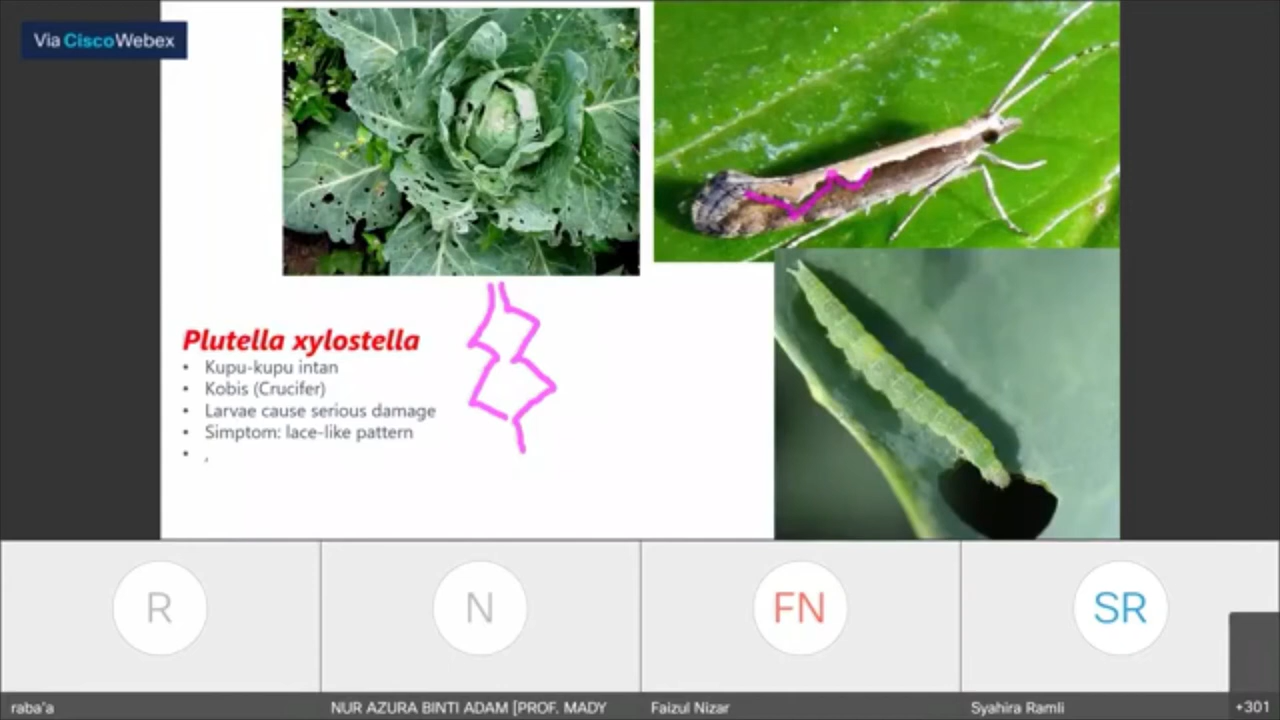 Via CiscoWebex
Plutella xylostella
• Kupu-kupu intan
• Kobis (Crucifer)
• Larvae cause serious damage
• Simptom: lace-like pattern
• ,
R
N
FN
SR
raba'a
NUR AZURA BINTI ADAM [PROF. MADY
Faizul Nizar
Syahira Ramli
+301